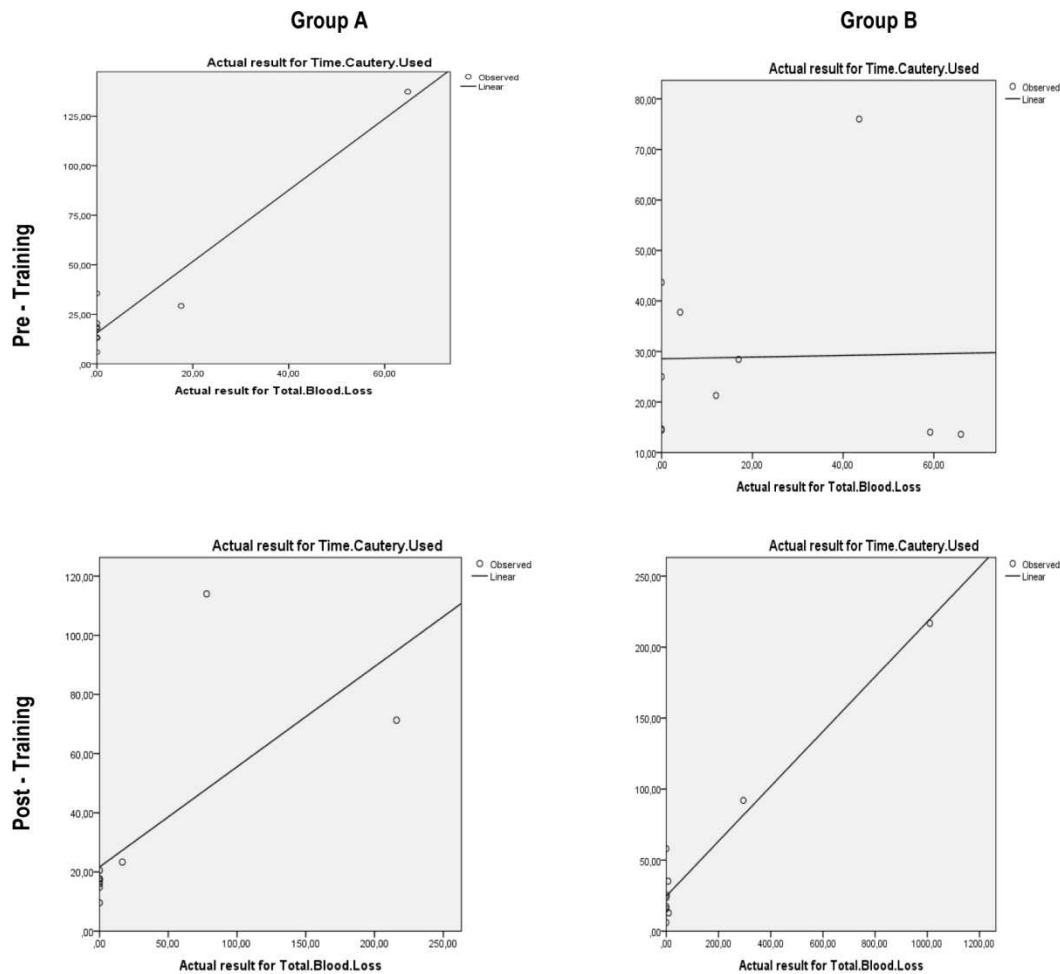 Group A
Group B
Pre - Training
Actual result for Time.Cautery.Used
Observed
Linear
125,00
100,00
75,00
50,00
25,00
,00
,00 20,00 40,00 60,00
Actual result for Total.Blood.Loss
Actual result for Time.Cautery.Used
Observed
Linear
80,00
70,00
60,00
50,00
40,00
30,00
20,00
10,00
,00 20,00 40,00 60,00
Actual result for Total.Blood.Loss
Post - Training
Actual result for Time.Cautery.Used
Observed
Linear
120,00
100,00
80,00
60,00
40,00
20,00
,00
,00 50,00 100,00 150,00 200,00 250,00
Actual result for Total.Blood.Loss
Actual result for Time.Cautery.Used
Observed
Linear
250,00
200,00
150,00
100,00
50,00
,00
,00 200,00 400,00 600,00 800,00 1000,00 1200,00
Actual result for Total.Blood.Loss